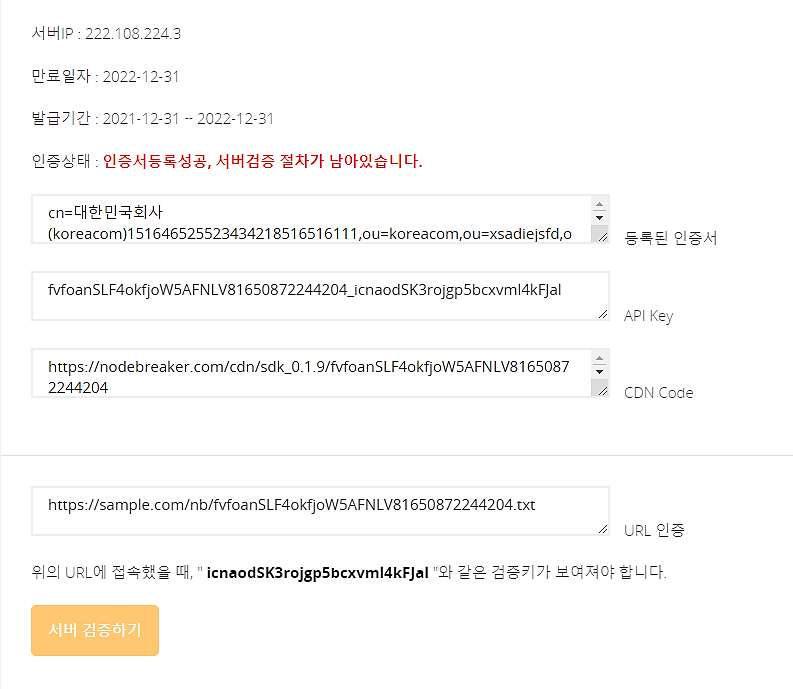 서버IP : 222.108.224.3
만료일자 : 2022-12-31
발급기간 : 2021-12-31 -- 2022-12-31
인증상태 : 인증서등록성공, 서버검증 절차가 남아있습니다.
cn=대한민국회사
(koreacom)151646525523434218516516111,ou=koreacom,ou=xsadiejsfd,o
등록된 인증서
fvfoanSLF4okfjoW5AFNLV81650872244204_icnaodSK3rojgp5bcxvml4kFJal
API Key
https://nodebreaker.com/cdn/sdk_0.1.9/fvfoanSLF4okfjoW5AFNLV8165087
2244204
CDN Code
https://sample.com/nb/fvfoanSLF4okfjoW5AFNLV81650872244204.txt
URL 인증
위의 URL에 접속했을 때, " icnaodSK3rojgp5bcxvml4kFJal "와 같은 검증키가 보여져야 합니다.
서버 검증하기